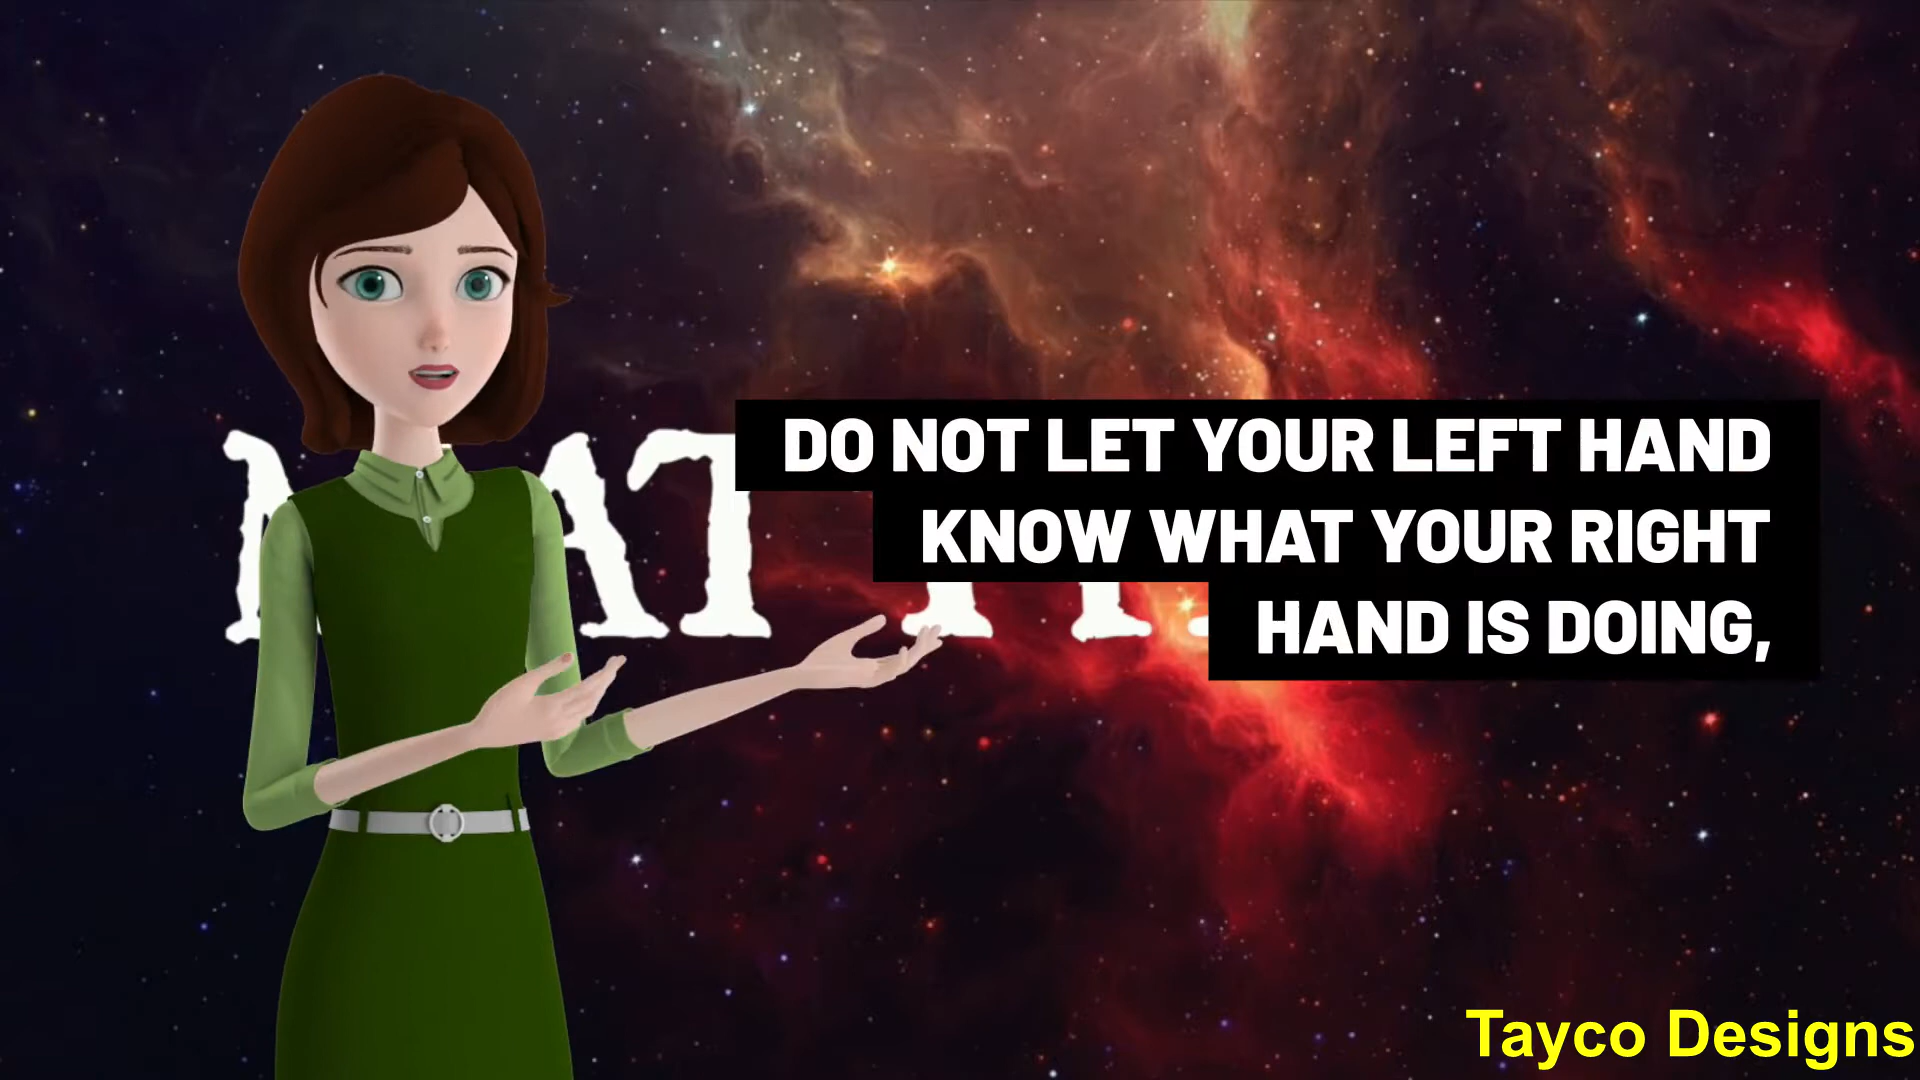 DO NOT LET YOUR LEFT HAND
KNOW WHAT YOUR RIGHT
HAND IS DOING,
Tayco Designs